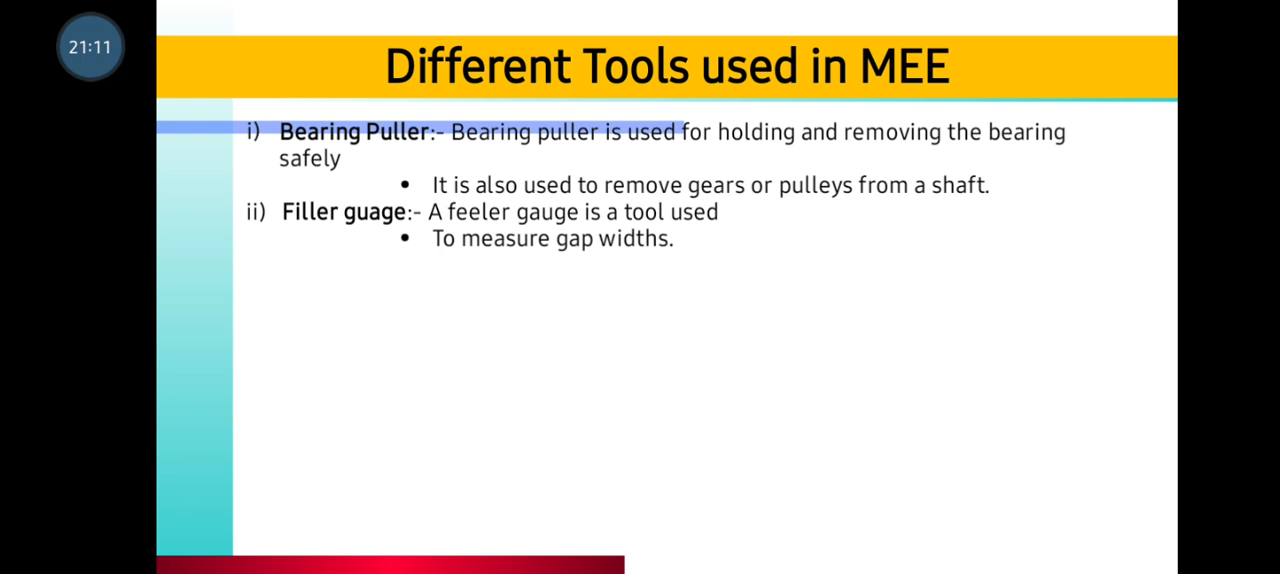 21:11
Different Tools used in MEE
i) Bearing Puller:- Bearing puller is used for holding and removing the bearing
safely
• It is also used to remove gears or pulleys from a shaft.
ii) Filler guage:- A feeler gauge is a tool used
• To measure gap widths.